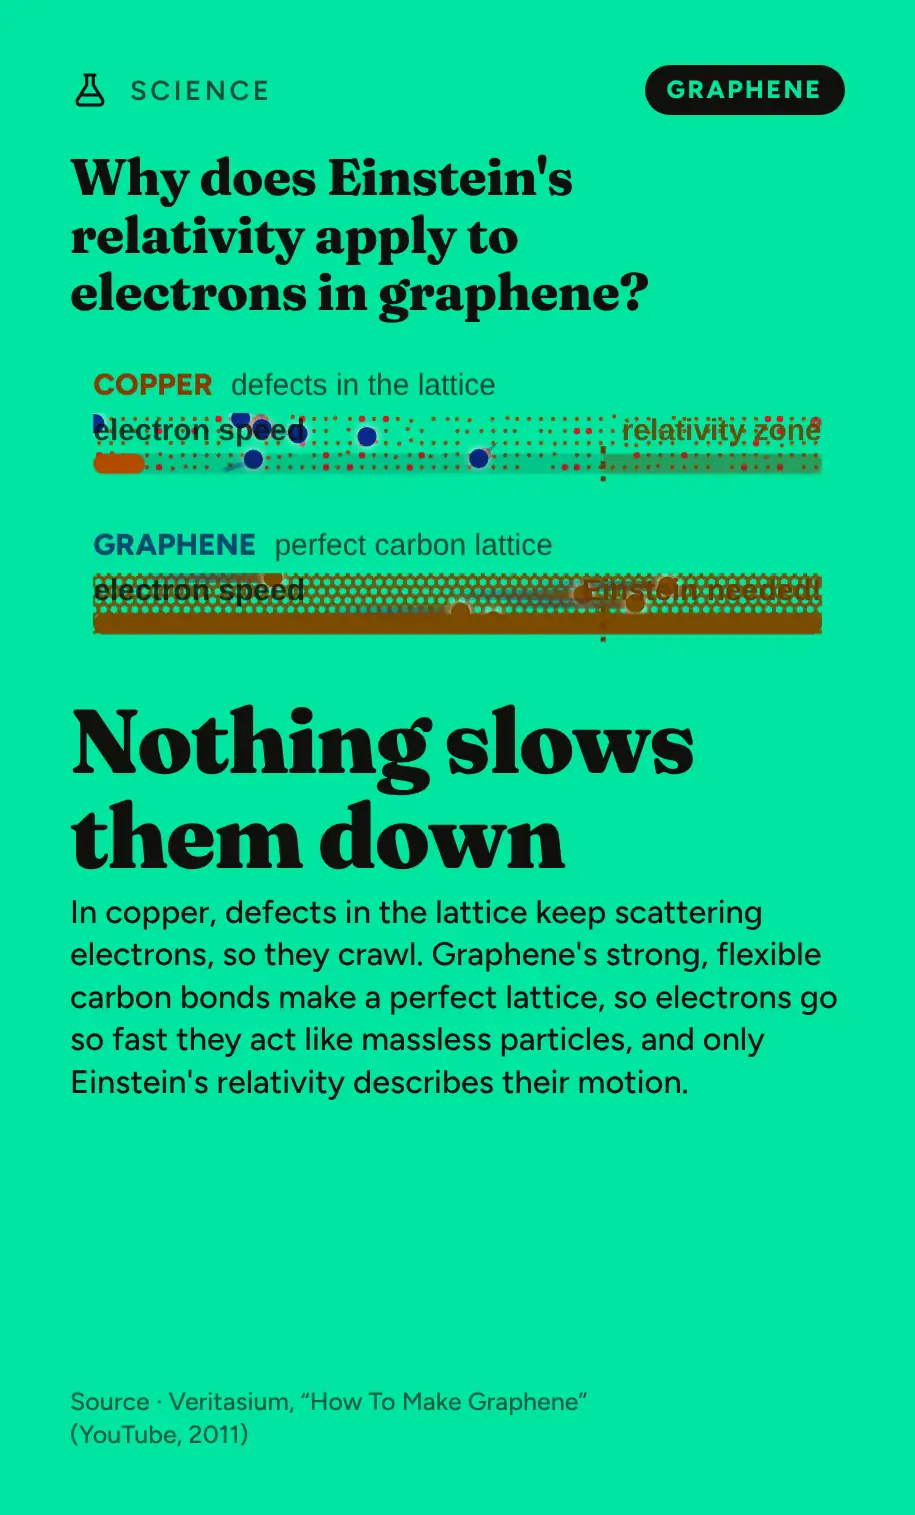 SCIENCE
GRAPHENE
Why does Einstein's
relativity apply to
electrons in graphene?
COPPER defects in the lattice
electron speed relativity zone
GRAPHENE perfect carbon lattice
electron speed Einstein needed!
Nothing slows
them down
In copper, defects in the lattice keep scattering
electrons, so they crawl. Graphene's strong, flexible
carbon bonds make a perfect lattice, so electrons go
so fast they act like massless particles, and only
Einstein's relativity describes their motion.
Source · Veritasium, “How To Make Graphene”
(YouTube, 2011)